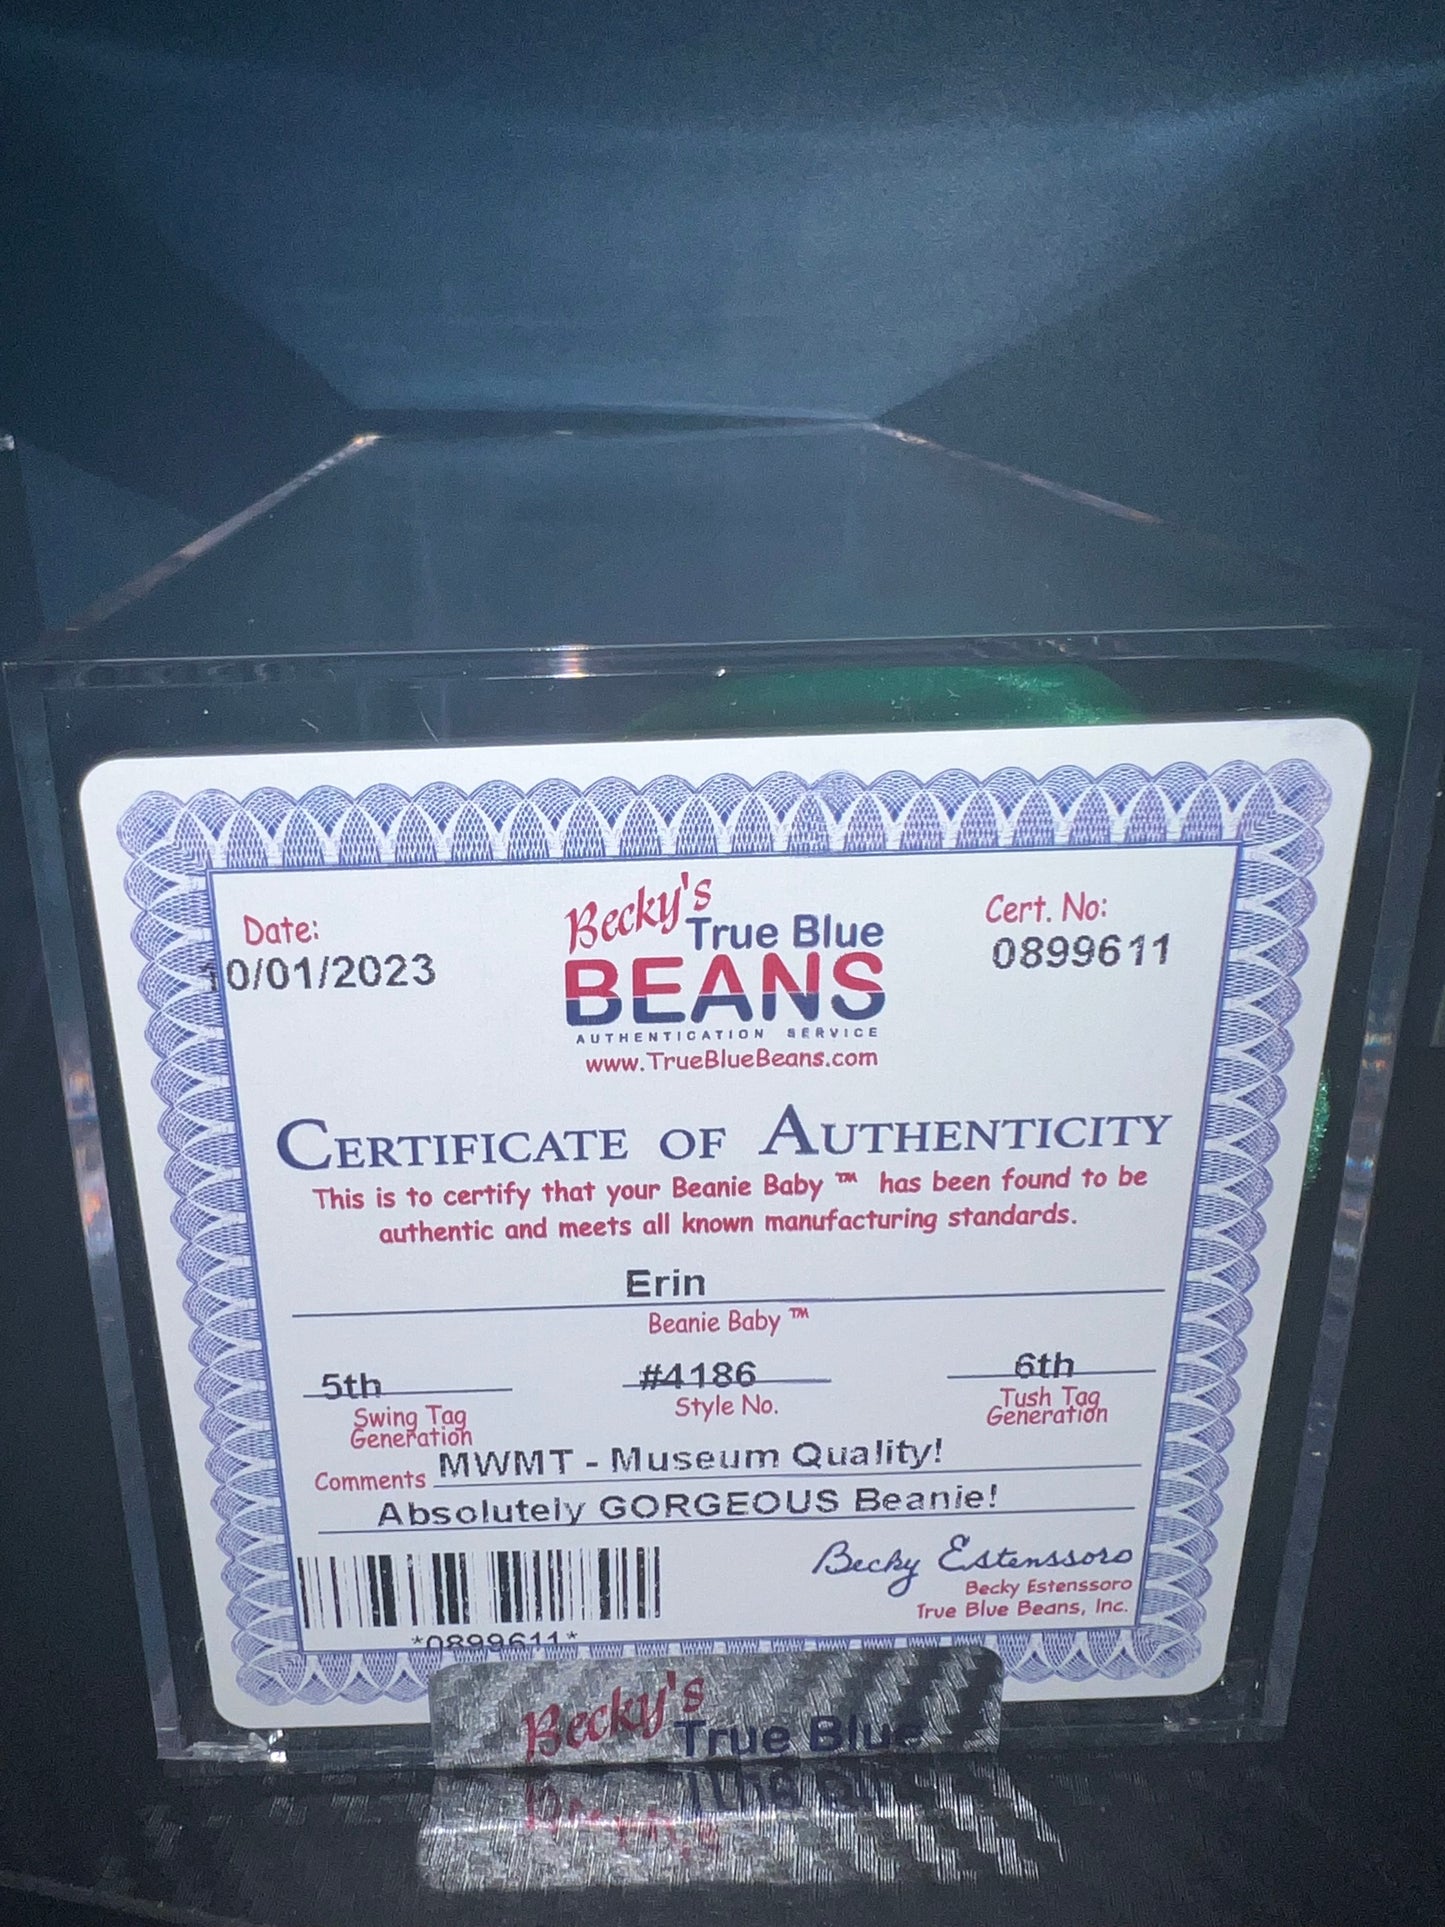 Date:
10/01/2023
Becky's
True Blue
BEANS
AUTHENTICATION SERVICE
www.TrueBlueBeans.com
Cert. No:
0899611
CERTIFICATE OF AUTHENTICITY
This is to certify that your Beanie Baby ™ has been found to be
authentic and meets all known manufacturing standards.
Erin
Beanie Baby ™
5th
Swing Tag
Generation
#4186
Style No.
6th
Tush Tag
Generation
Comments MWMT - Museum Quality!
Absolutely GORGEOUS Beanie!
Becky Estenssoro
Becky Estenssoro
True Blue Beans, Inc.
*0899611*
Becky's
True Blue